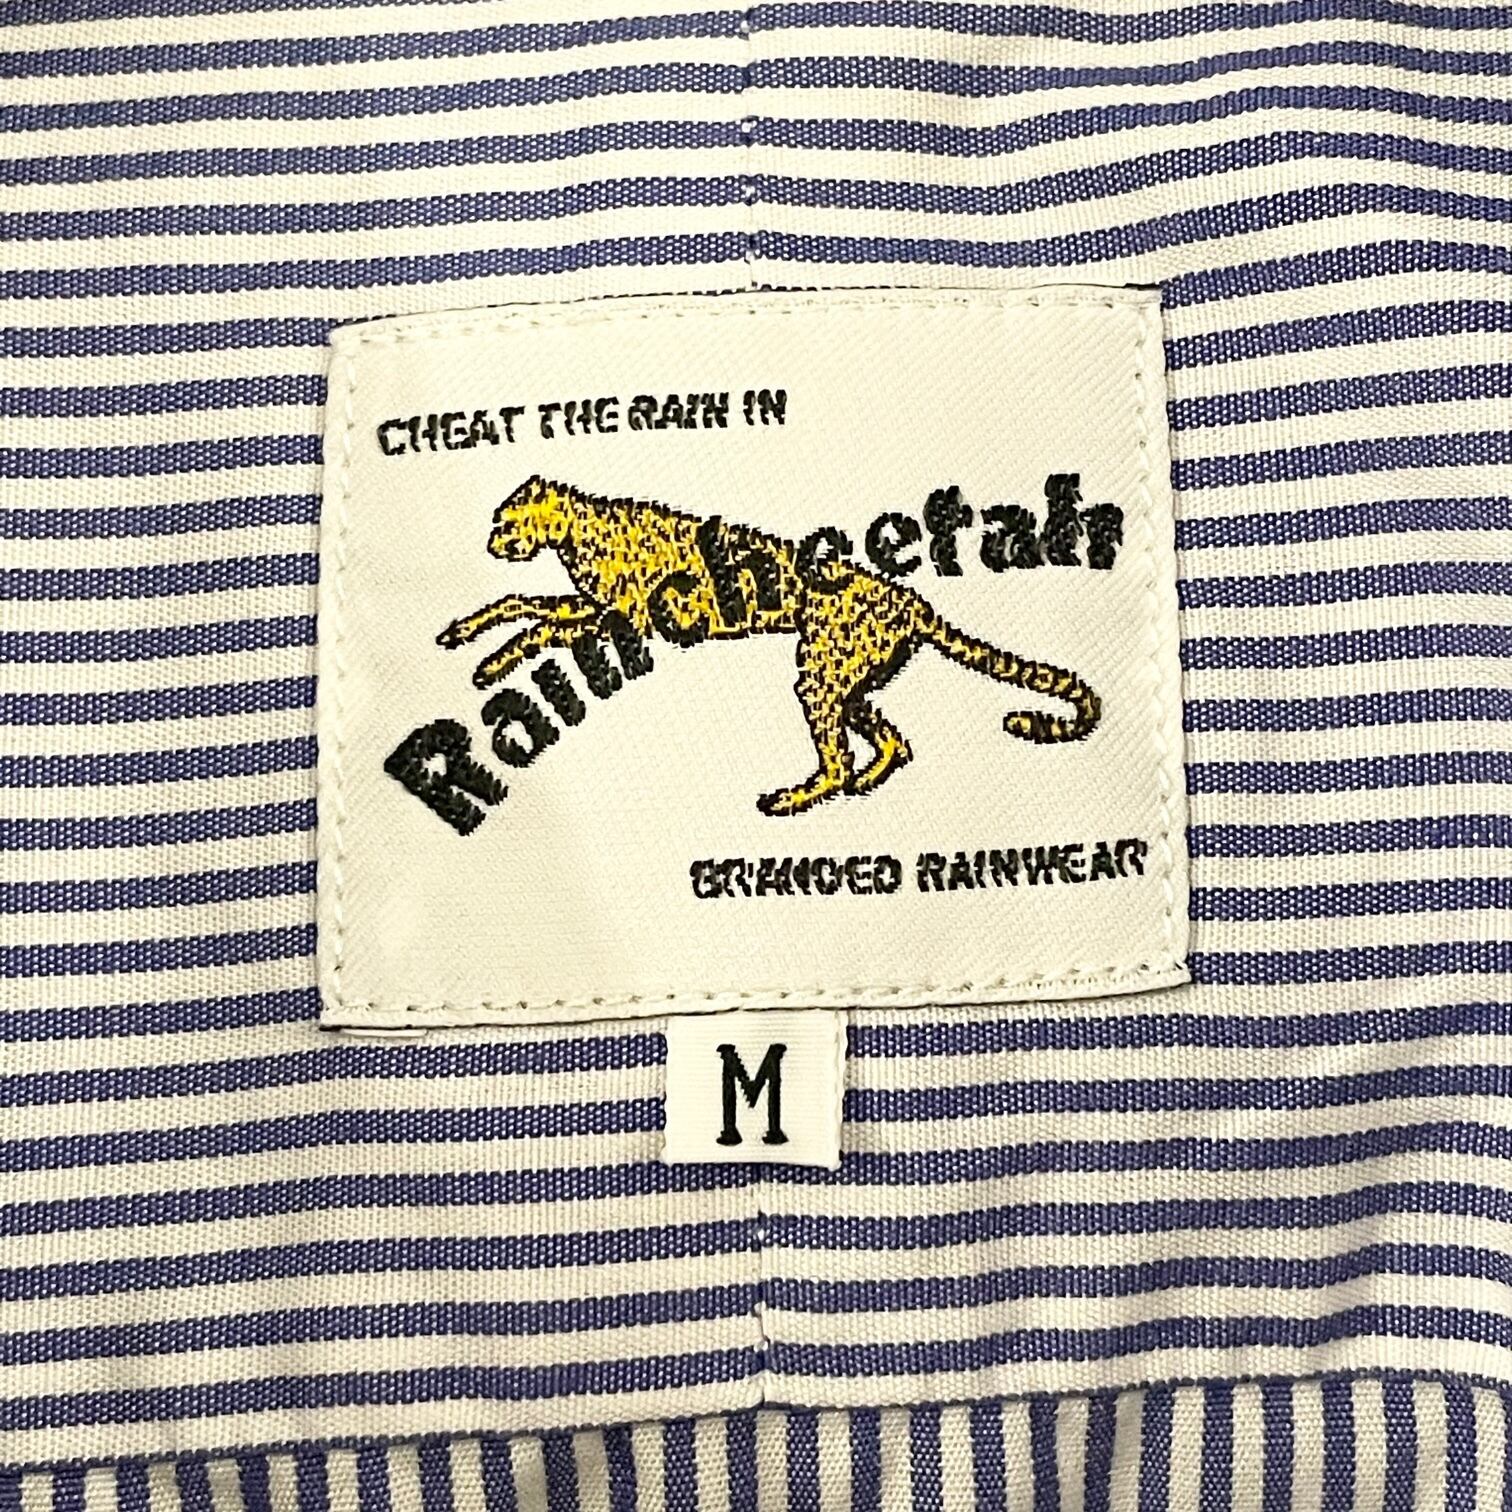 CHEAT THE RAIN IN
Raincheetah
BRANDED RAINWEAR
M